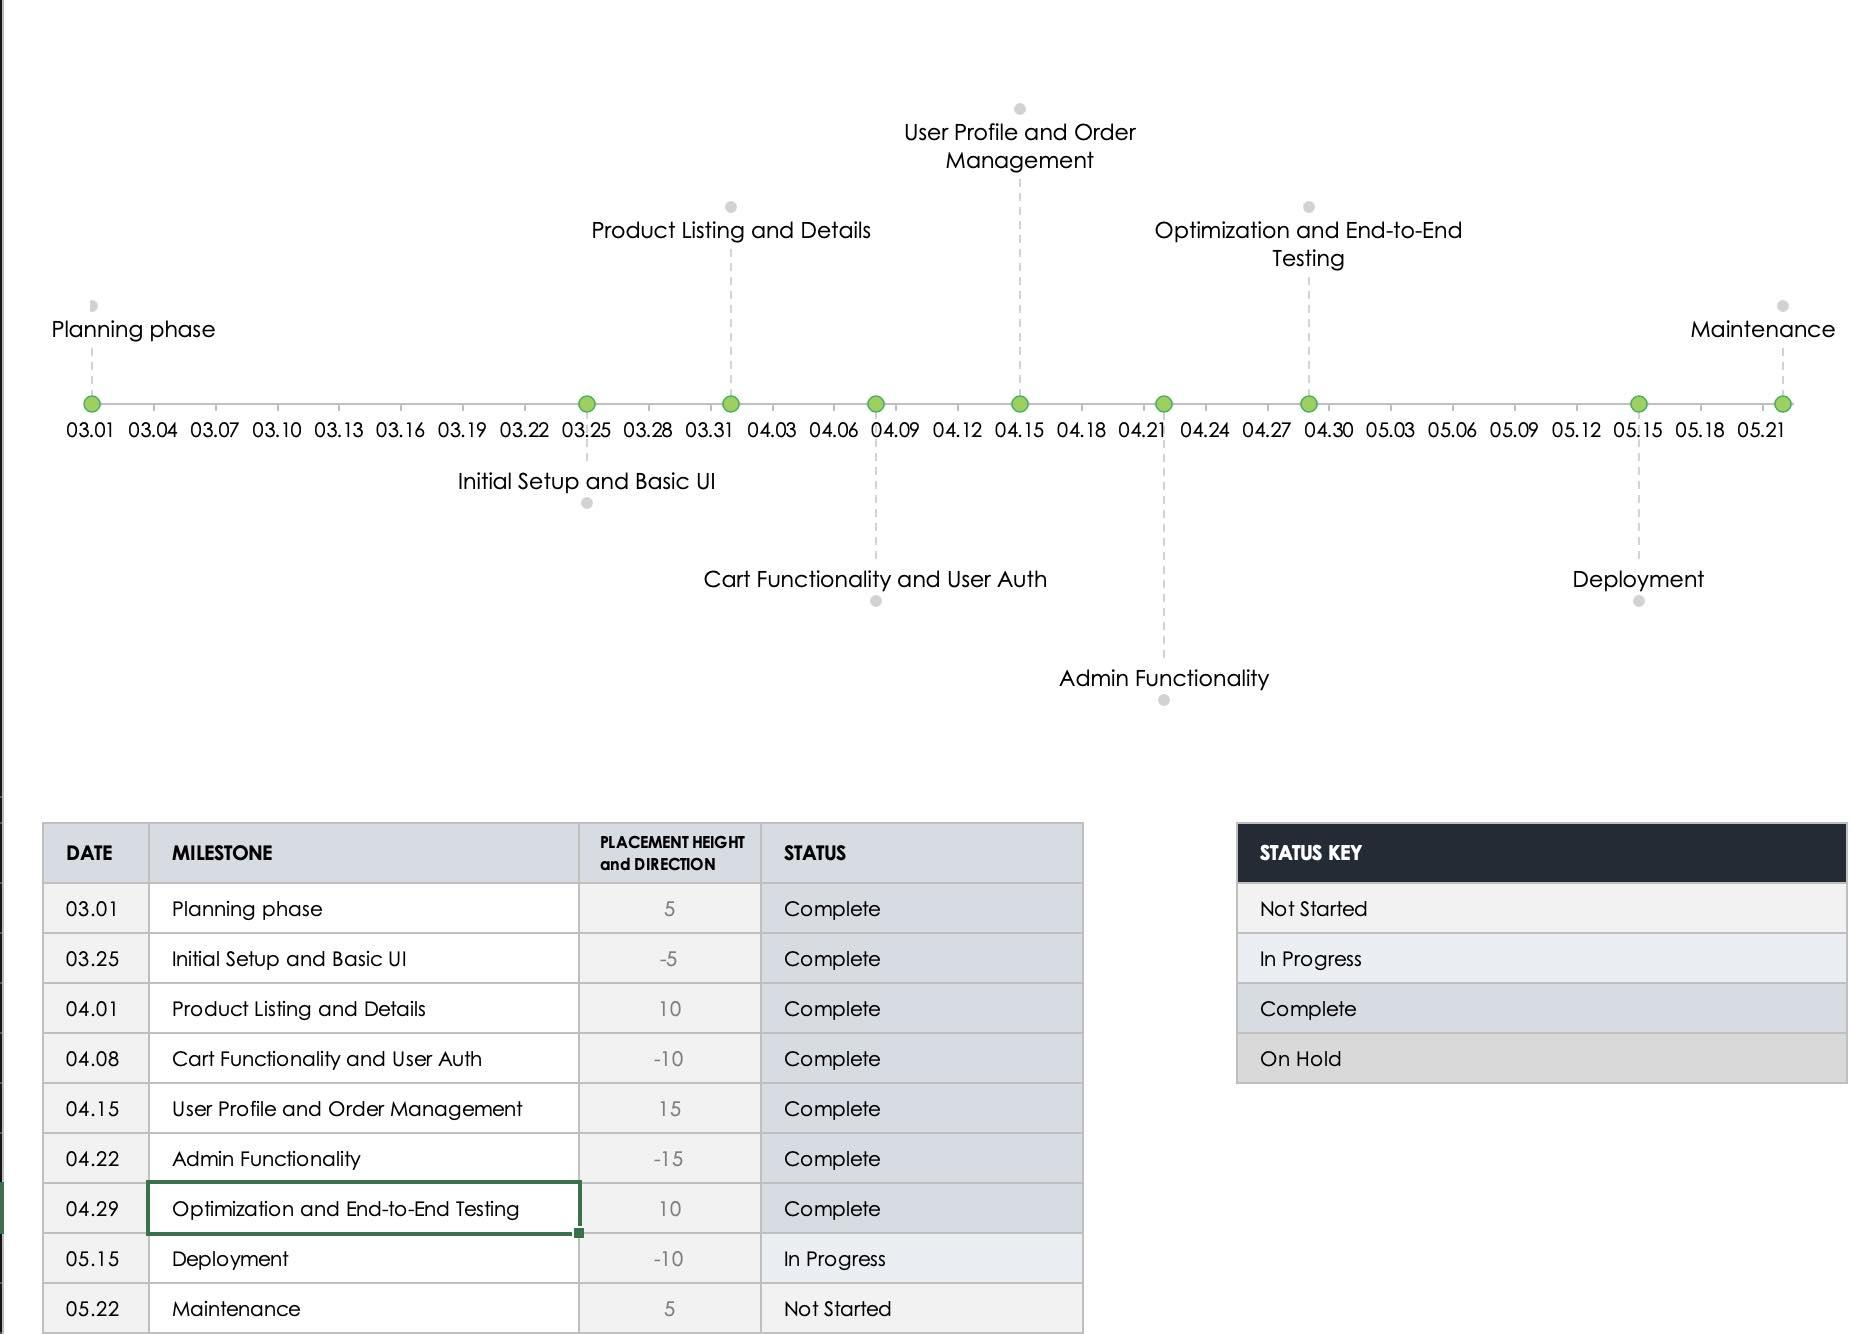 User Profile and Order
Management
Product Listing and Details
Optimization and End-to-End
Testing
Planning phase
Maintenance
03.01 03.04 03.07 03.10 03.13 03.16 03.19 03.22 03.25 03.28 03.31 04.03 04.06 04.09 04.12 04.15 04.18 04.21 04.24 04.27 04.30 05.03 05.06 05.09 05.12 05.15 05.18 05.21
Initial Setup and Basic UI
Cart Functionality and User Auth
Deployment
Admin Functionality
DATE MILESTONE PLACEMENT HEIGHT and DIRECTION STATUS
03.01 Planning phase 5 Complete
03.25 Initial Setup and Basic UI -5 Complete
04.01 Product Listing and Details 10 Complete
04.08 Cart Functionality and User Auth -10 Complete
04.15 User Profile and Order Management 15 Complete
04.22 Admin Functionality -15 Complete
04.29 Optimization and End-to-End Testing 10 Complete
05.15 Deployment -10 In Progress
05.22 Maintenance 5 Not Started
STATUS KEY
Not Started
In Progress
Complete
On Hold